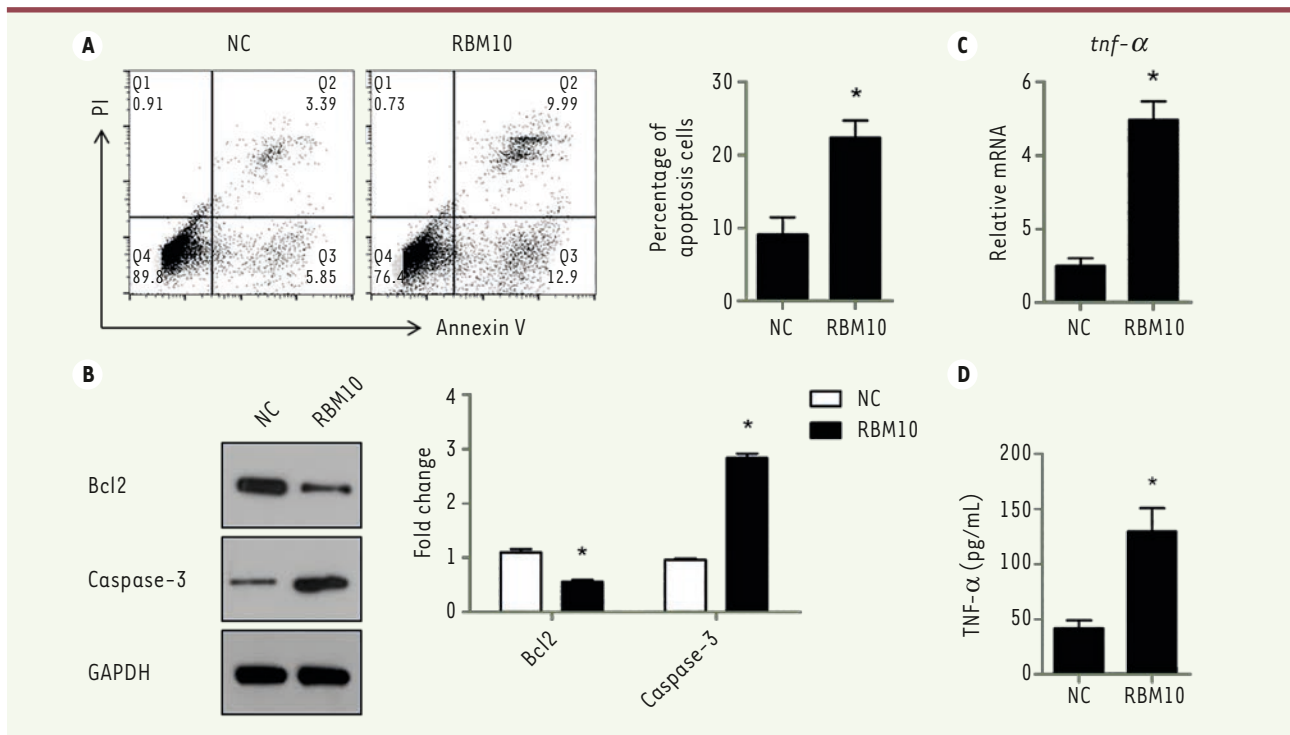 A
NC
RBM10
PI
Q1
0.91
Q2
3.39
Q4
89.8
Q3
5.85
Q1
0.73
Q2
9.99
Q4
76.4
Q3
12.9
Annexin V
Percentage of
apoptosis cells
30
20
10
0
*
NC RBM10
C
tnf-α
Relative mRNA
6
4
5
0
*
NC RBM10
B
NC RBM10
Bcl2
Caspase-3
GAPDH
Fold change
4
3
2
1
0
*
*
Bcl2
Caspase-3
NC
RBM10
D
TNF-α (pg/mL)
200
150
100
50
0
*
NC RBM10